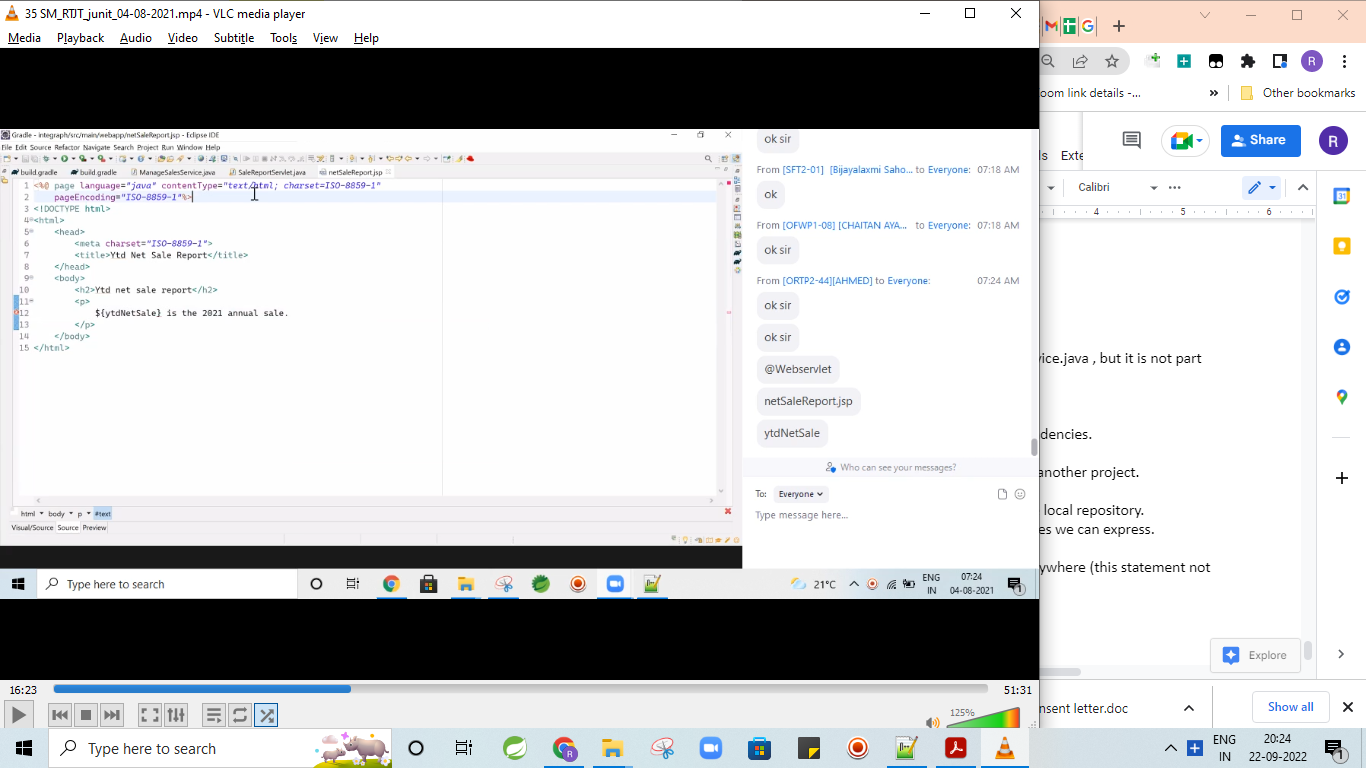 35 SM_RTJT_junit_04-08-2021.mp4 - VLC media player
Media Playback Audio Video Subtitle Tools View Help
Gradle - integraph/src/main/webapp/netSaleReport.jsp - Eclipse IDE
File Edit Source Refactor Navigate Search Project Run Window Help
build.gradle build.gradle ManageSalesService.java SaleReportServlet.java netSaleReport.jsp
1 <%@ page language="java" contentType="text/html; charset=ISO-8859-1"
2 pageEncoding="ISO-8859-1"%>
3 <!DOCTYPE html>
4 <html>
5 <head>
6 <meta charset="ISO-8859-1">
7 <title>Ytd Net Sale Report</title>
8 </head>
9 <body>
10 <h2>Ytd net sale report</h2>
11 <p>
12 ${ytdNetSale} is the 2021 annual sale.
13 </p>
14 </body>
15 </html>
html body p #text
Visual/Source Source Preview
ok sir
From [SFT2-01] [Bijayalaxmi Saho... to Everyone: 07:18 AM
ok
From [OFWP1-08] [CHAITAN AYA... to Everyone: 07:18 AM
ok sir
From [ORTP2-44][AHMED] to Everyone: 07:24 AM
ok sir
ok sir
@Webservlet
netSaleReport.jsp
ytdNetSale
Who can see your messages?
To: Everyone
Type message here...
Type here to search
21°C
ENG
IN
07:24
04-08-2021
1
16:23
51:31
125%
R
oom link details -...
»
Other bookmarks
ls Exte
Share
R
Calibri
4 5 6
vice.java , but it is not part
dencies.
another project.
local repository.
es we can express.
ywhere (this statement not
Explore
nsent letter.doc
Show all
Type here to search
R
ENG
IN
20:24
22-09-2022
1